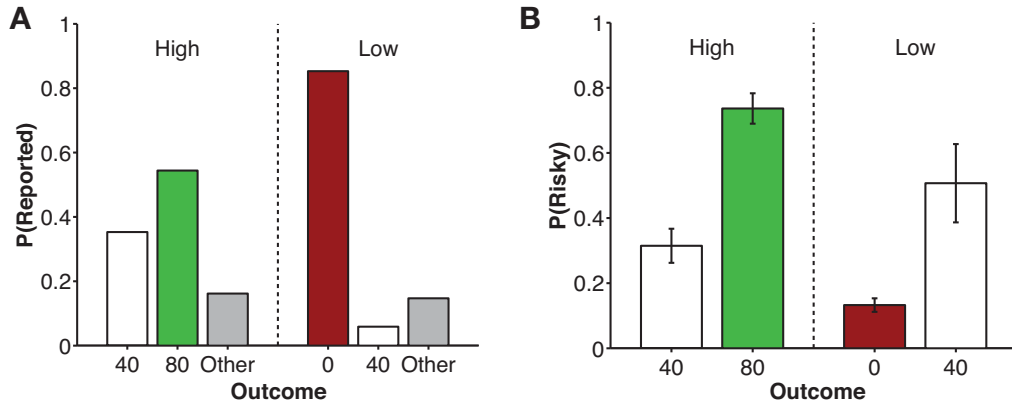 A
1
0.8
0.6
0.4
0.2
0
P(Reported)
High
Low
40 80 Other 0 40 Other
Outcome
B
1
0.8
0.6
0.4
0.2
0
P(Risky)
High
Low
40 80 0 40
Outcome